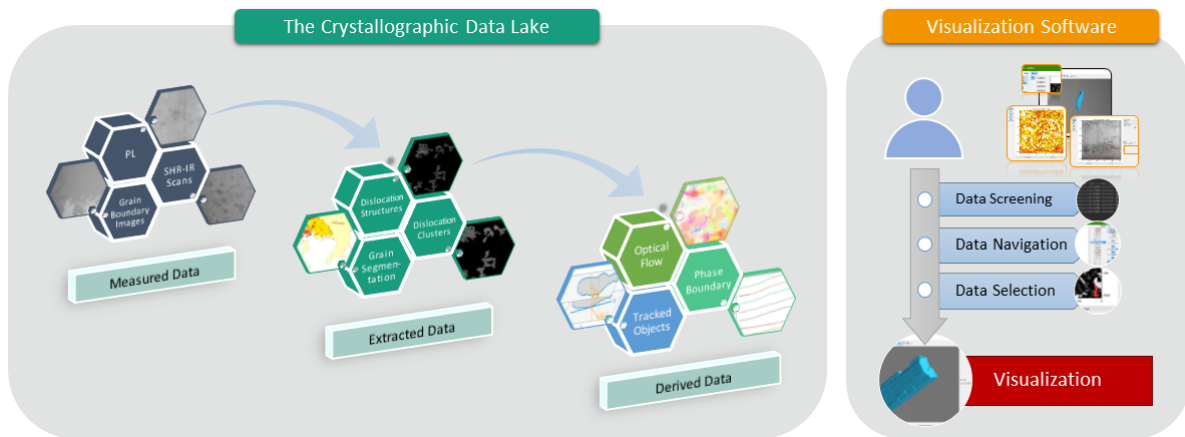 The Crystallographic Data Lake
PL
SHR-IR
Scans
Grain
Boundary
Images
Measured Data
Dislocation
Structures
Dislocation
Clusters
Grain
Segmen-
tation
Extracted Data
Optical
Flow
Phase
Boundary
Tracked
Objects
Derived Data
Visualization Software
Data Screening
Data Navigation
Data Selection
Visualization